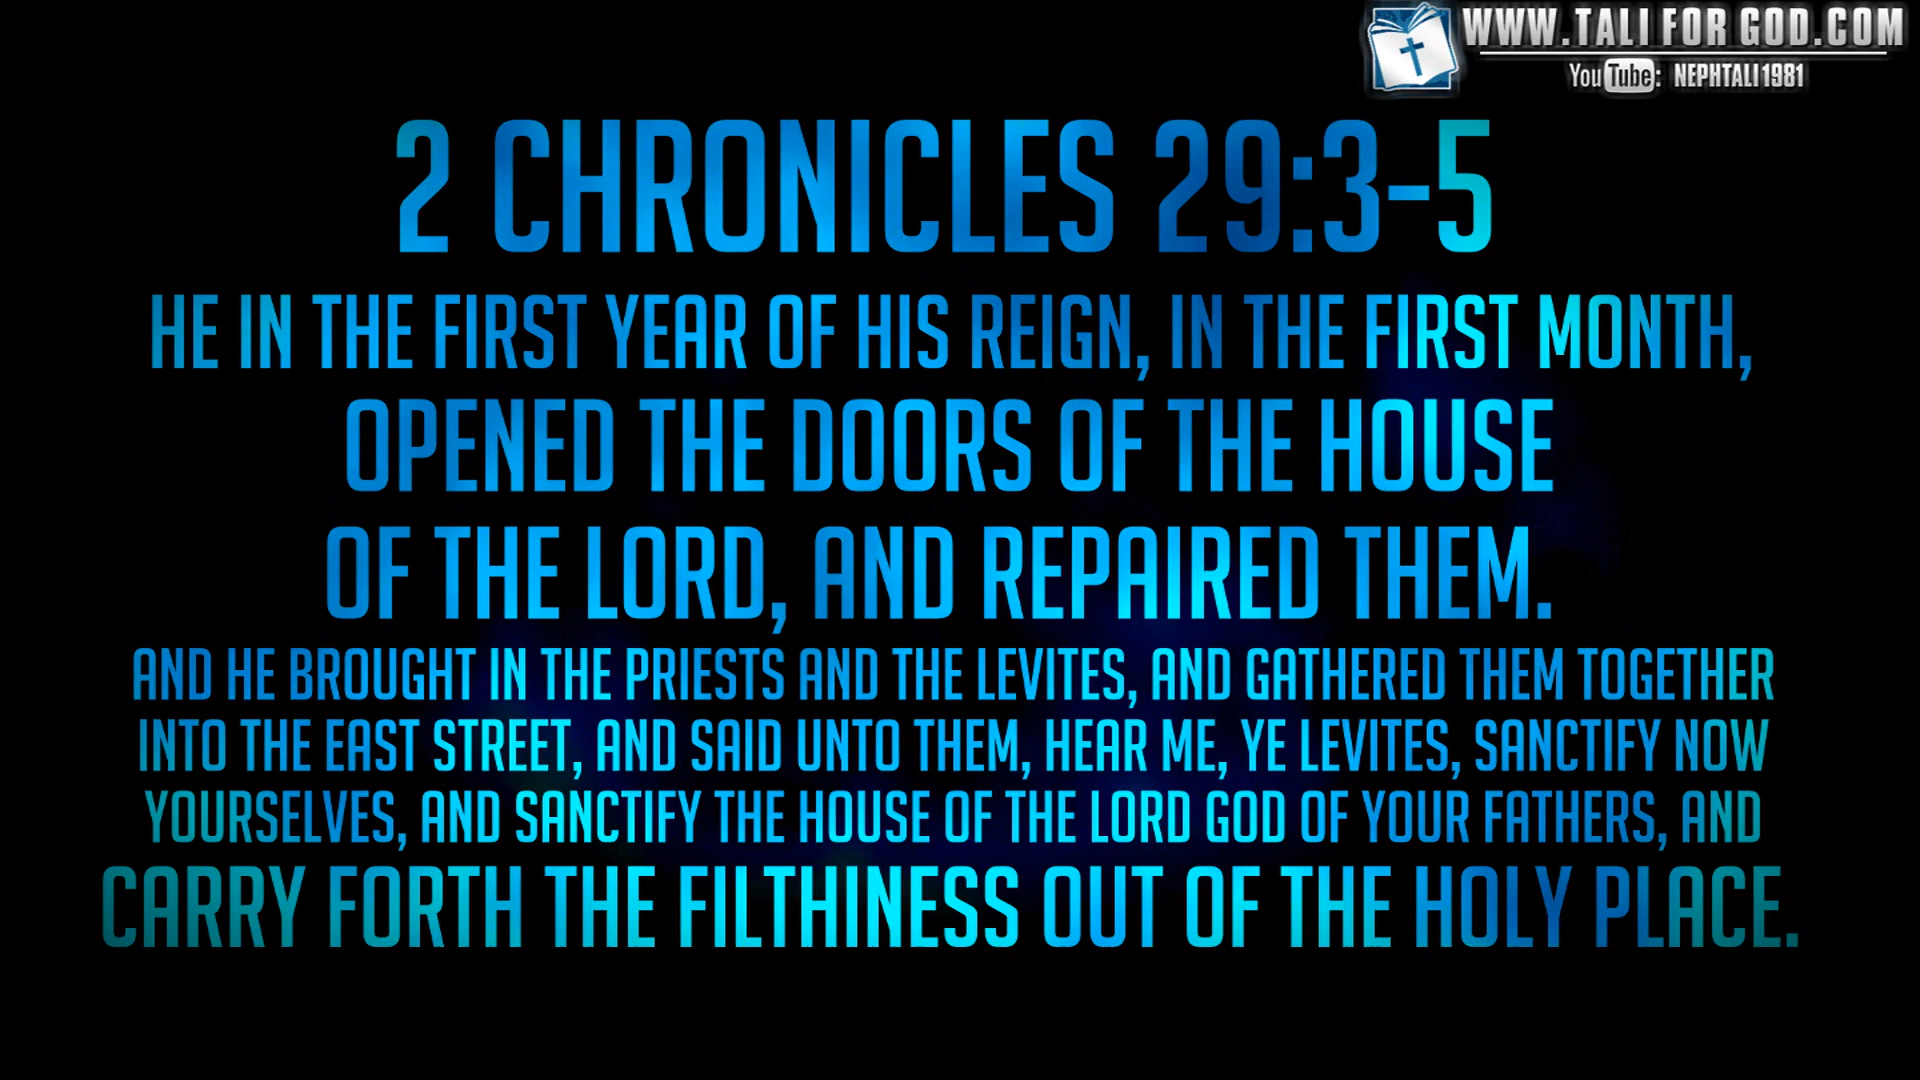 WWW.TALI FOR GOD.COM
YouTube: NEPHTALI1981
2 CHRONICLES 29:3-5
HE IN THE FIRST YEAR OF HIS REIGN, IN THE FIRST MONTH,
OPENED THE DOORS OF THE HOUSE
OF THE LORD, AND REPAIRED THEM.
AND HE BROUGHT IN THE PRIESTS AND THE LEVITES, AND GATHERED THEM TOGETHER
INTO THE EAST STREET, AND SAID UNTO THEM, HEAR ME, YE LEVITES, SANCTIFY NOW
YOURSELVES, AND SANCTIFY THE HOUSE OF THE LORD GOD OF YOUR FATHERS, AND
CARRY FORTH THE FILTHINESS OUT OF THE HOLY PLACE.